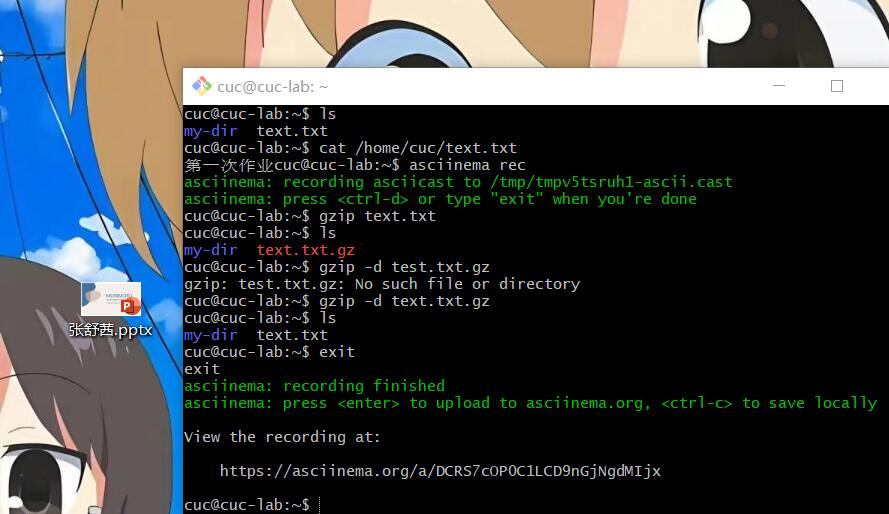 cuc@cuc-lab: ~
cuc@cuc-lab:~$ ls
my-dir  text.txt
cuc@cuc-lab:~$ cat /home/cuc/text.txt
第一次作业cuc@cuc-lab:~$ asciinema rec
asciinema: recording asciicast to /tmp/tmpv5tsruh1-ascii.cast
asciinema: press <ctrl-d> or type "exit" when you're done
cuc@cuc-lab:~$ gzip text.txt
cuc@cuc-lab:~$ ls
my-dir  text.txt.gz
cuc@cuc-lab:~$ gzip -d test.txt.gz
gzip: test.txt.gz: No such file or directory
cuc@cuc-lab:~$ gzip -d text.txt.gz
cuc@cuc-lab:~$ ls
my-dir  text.txt
cuc@cuc-lab:~$ exit
exit
asciinema: recording finished
asciinema: press <enter> to upload to asciinema.org, <ctrl-c> to save locally
View the recording at:
https://asciinema.org/a/DCRS7cOPOC1LCD9nGjNgdMIjx
cuc@cuc-lab:~$
张舒茜.pptx